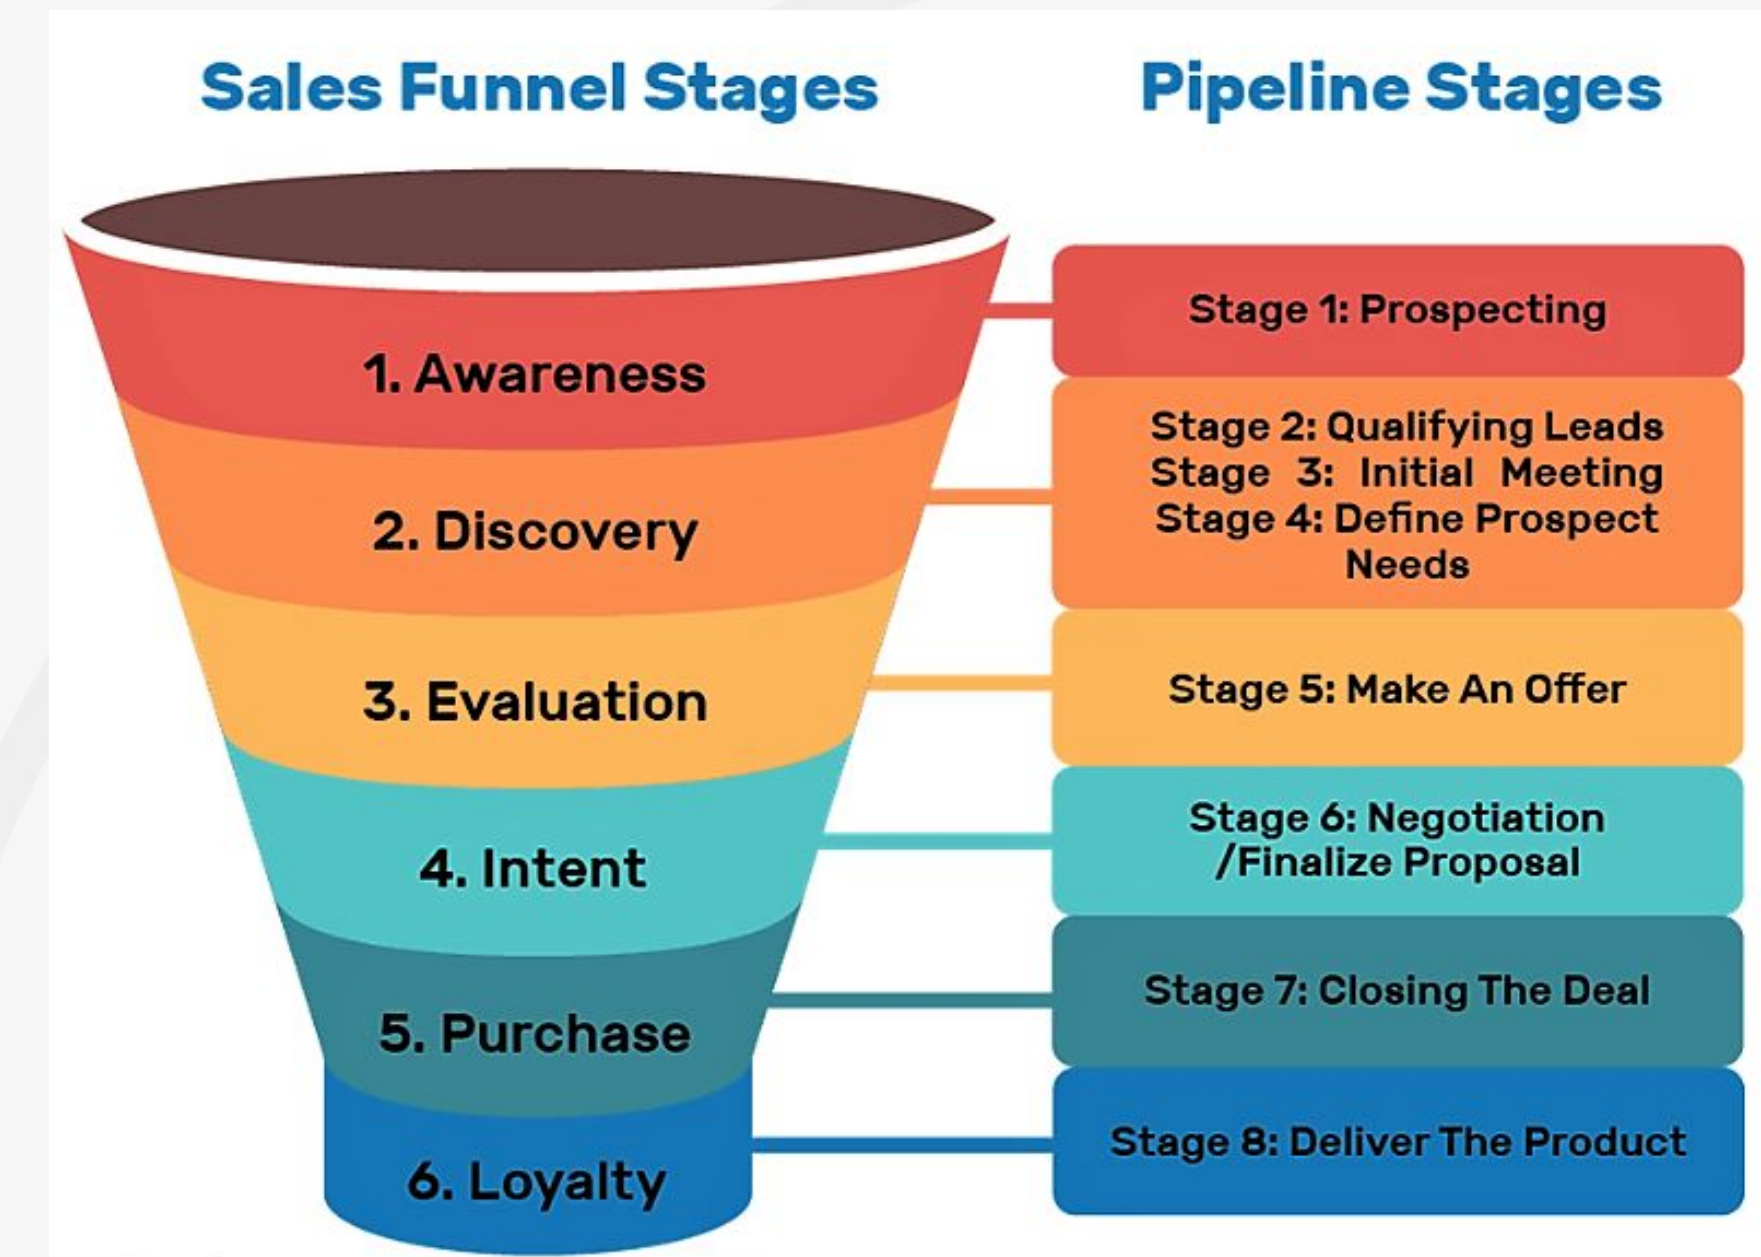 Sales Funnel Stages
Pipeline Stages
1. Awareness
2. Discovery
3. Evaluation
4. Intent
5. Purchase
6. Loyalty
Stage 1: Prospecting
Stage 2: Qualifying Leads
Stage 3: Initial Meeting
Stage 4: Define Prospect
Needs
Stage 5: Make An Offer
Stage 6: Negotiation
/Finalize Proposal
Stage 7: Closing The Deal
Stage 8: Deliver The Product